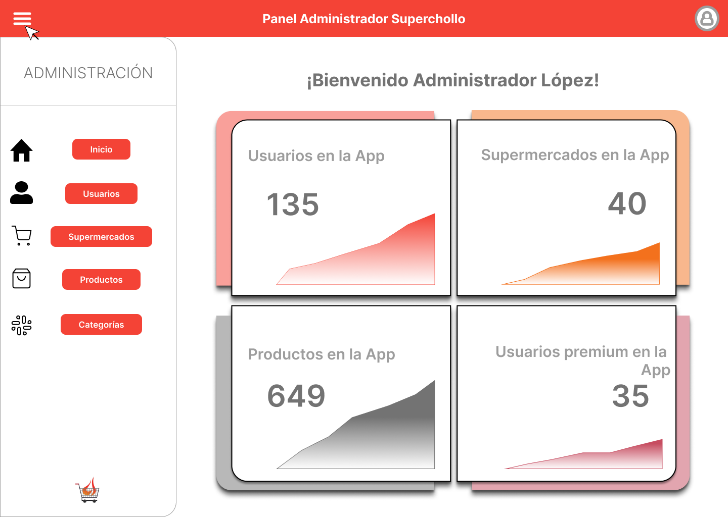 Panel Administrador Superchollo
ADMINISTRACIÓN
Inicio
Usuarios
Supermercados
Productos
Categorías
¡Bienvenido Administrador López!
Usuarios en la App
135
Supermercados en la App
40
Productos en la App
649
Usuarios premium en la
App
35